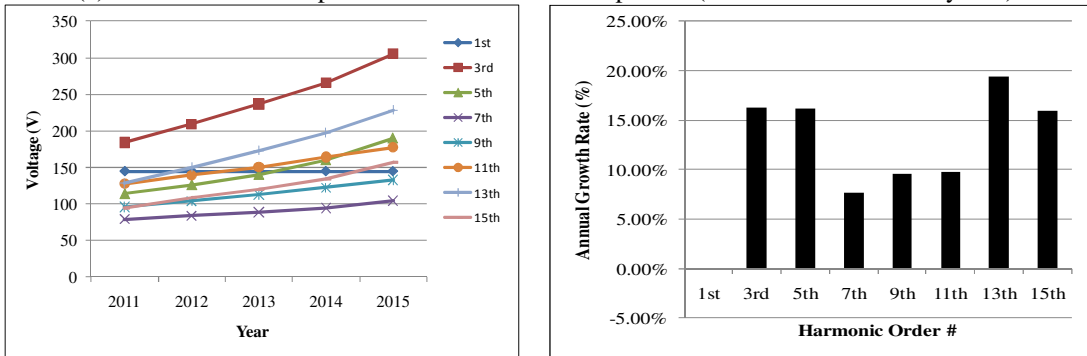 350
300
250
200
150
100
50
0
Voltage (V)
2011 2012 2013 2014 2015
Year
1st
3rd
5th
7th
9th
11th
13th
15th
25.00%
20.00%
15.00%
10.00%
5.00%
0.00%
-5.00%
Annual Growth Rate (%)
1st 3rd 5th 7th 9th 11th 13th 15th
Harmonic Order #